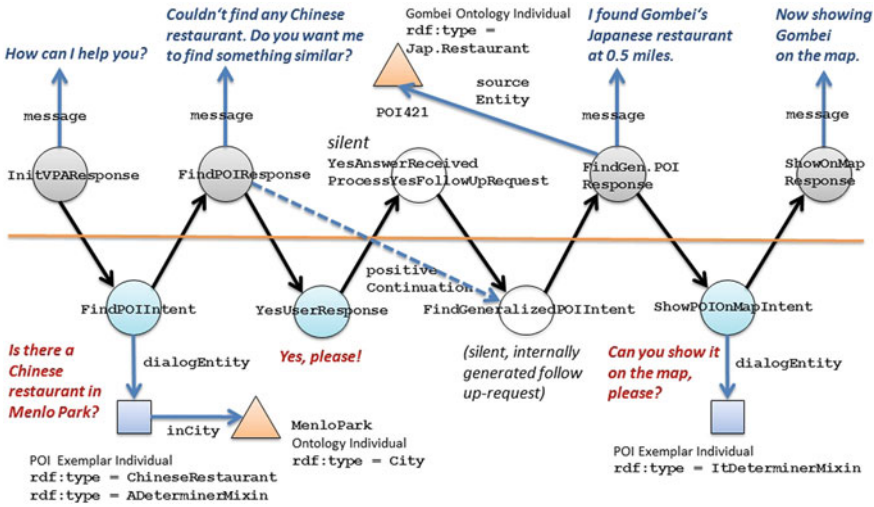 How can I help you?
Couldn't find any Chinese
restaurant. Do you want me
to find something similar?
Gombei Ontology Individual
rdf:type =
Jap.Restaurant
I found Gombei's
Japanese restaurant
at 0.5 miles.
Now showing
Gombei
on the map.
message
message
POI421
source
Entity
message
message
silent
YesAnswerReceived
ProcessYesFollowUpRequest
InitVPAResponse
FindPOIResponse
FindGen.POI
Response
ShowOnMap
Response
positive
Continuation
FindPOIIntent
YesUserResponse
FindGeneralizedPOIIntent
ShowPOIOnMapIntent
Is there a
Chinese
restaurant in
Menlo Park?
dialogEntity
Yes, please!
(silent, internally
generated follow
up-request)
Can you show it
on the map,
please?
dialogEntity
inCity
MenloPark
Ontology Individual
rdf:type = City
POI Exemplar Individual
rdf:type = ChineseRestaurant
rdf:type = ADeterminerMixin
POI Exemplar Individual
rdf:type = ItDeterminerMixin